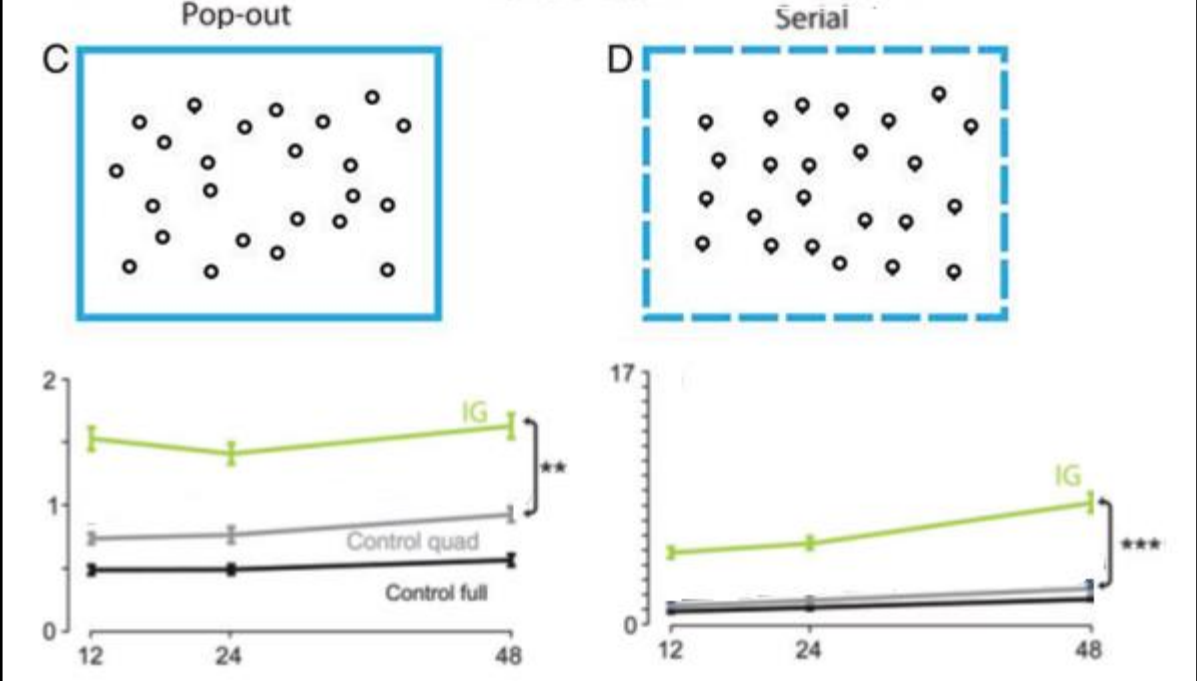 Pop-out
Serial
C
D
2
1
0
12
24
48
IG
**
Control quad
Control full
17
0
12
24
48
IG
***